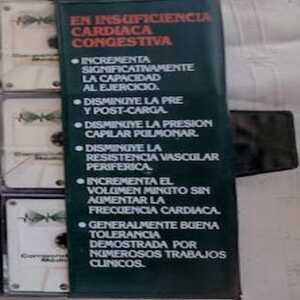 EN INSUFICIENCIA
CARDIACA
CONGESTIVA
• INCREMENTA
SIGNIFICATIVAMENTE
LA CAPACIDAD
AL EJERCICIO.
• DISMINUYE LA PRE
Y POST-CARGA.
• DISMINUYE LA PRESION
CAPILAR PULMONAR.
• DISMINUYE LA
RESISTENCIA VASCULAR
PERIFERICA.
• INCREMENTA EL
VOLUMEN MINUTO SIN
AUMENTAR LA
FRECUENCIA CARDIACA.
• GENERALMENTE BUENA
TOLERANCIA
DEMOSTRADA POR
NUMEROSOS TRABAJOS
CLINICOS.